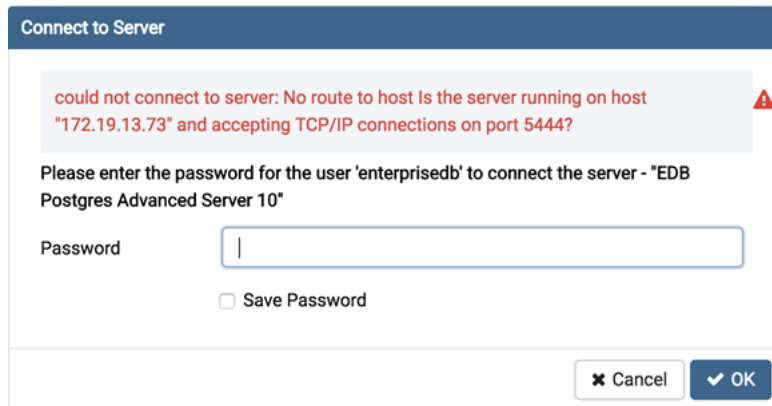 Connect to Server
could not connect to server: No route to host Is the server running on host
"172.19.13.73" and accepting TCP/IP connections on port 5444?
Please enter the password for the user 'enterprisedb' to connect the server - "EDB
Postgres Advanced Server 10"
Password
Save Password
Cancel
OK